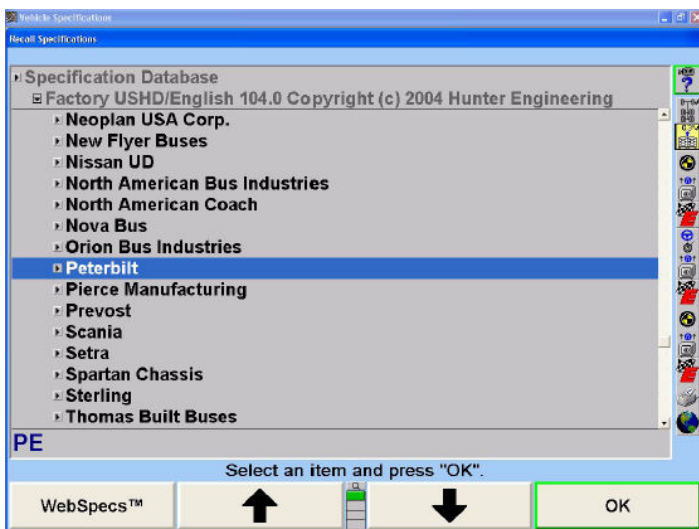 Vehicle Specifications
Recall Specifications
Specification Database
Factory USHD/English 104.0 Copyright (c) 2004 Hunter Engineering
Neoplan USA Corp.
New Flyer Buses
Nissan UD
North American Bus Industries
North American Coach
Nova Bus
Orion Bus Industries
Peterbilt
Pierce Manufacturing
Prevost
Scania
Setra
Spartan Chassis
Sterling
Thomas Built Buses
PE
Select an item and press "OK".
WebSpecs™
OK